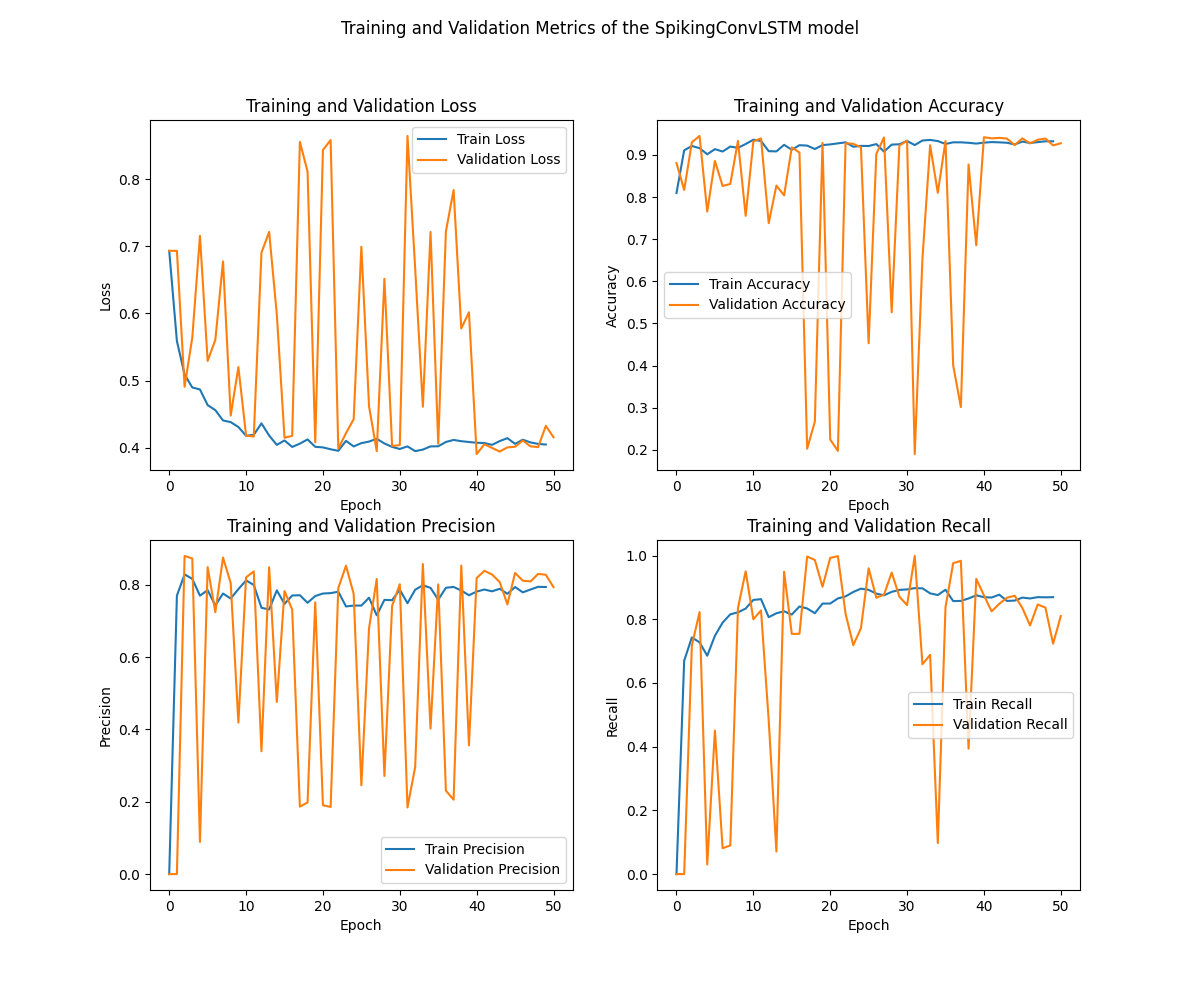 Training and Validation Metrics of the SpikingConvLSTM model
Training and Validation Loss
Train Loss
Validation Loss
0.8
0.7
0.6
0.5
0.4
Loss
0 10 20 30 40 50
Epoch
Training and Validation Accuracy
Train Accuracy
Validation Accuracy
0.9
0.8
0.7
0.6
0.5
0.4
0.3
0.2
Accuracy
0 10 20 30 40 50
Epoch
Training and Validation Precision
Train Precision
Validation Precision
0.8
0.6
0.4
0.2
0.0
Precision
0 10 20 30 40 50
Epoch
Training and Validation Recall
Train Recall
Validation Recall
1.0
0.8
0.6
0.4
0.2
0.0
Recall
0 10 20 30 40 50
Epoch